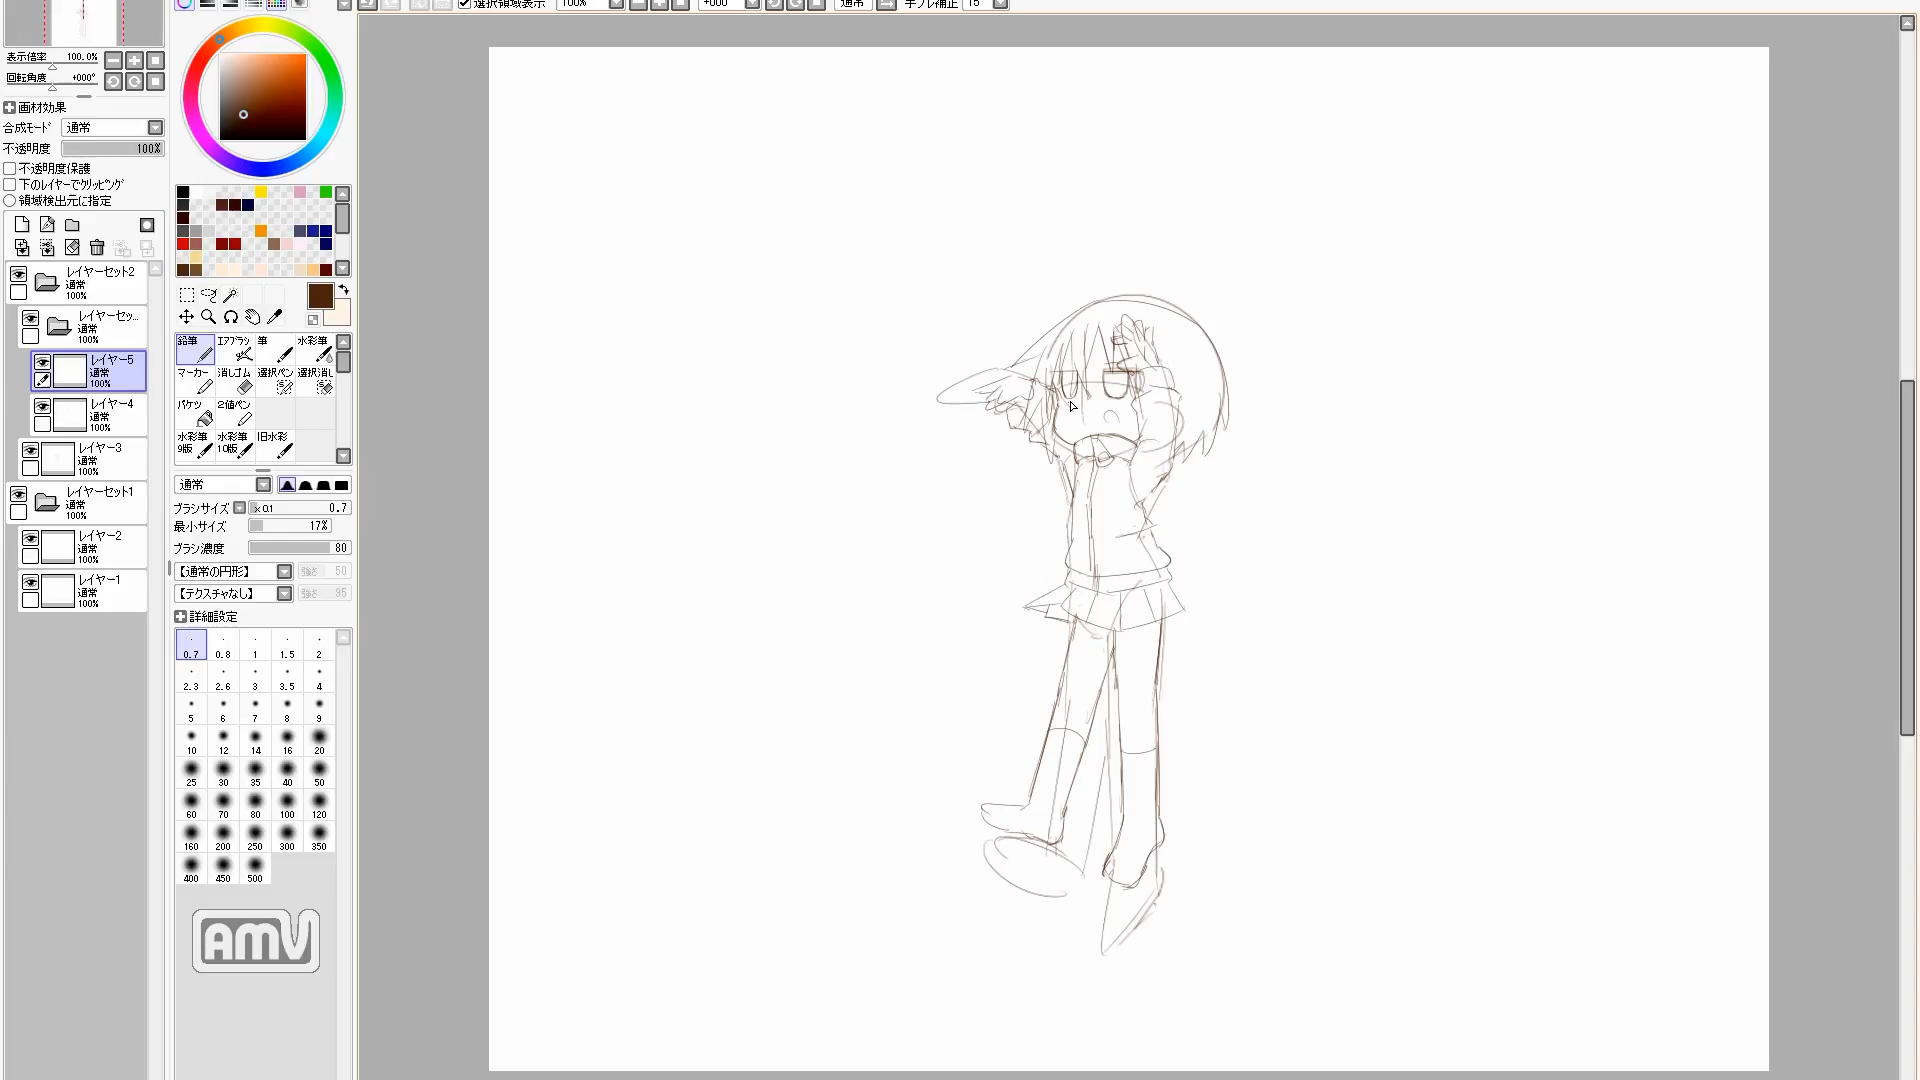 選択領域表示 100% +000° 通常 手ブレ補正 15
表示倍率 100.0%
回転角度 +000°
画材効果
合成モード 通常
不透明度 100%
不透明度保護
下のレイヤーでクリッピング
領域検出元に指定
レイヤーセット2
通常
100%
レイヤーセッ...
通常
100%
レイヤー5
通常
100%
レイヤー4
通常
100%
レイヤー3
通常
100%
レイヤーセット1
通常
100%
レイヤー2
通常
100%
レイヤー1
通常
100%
鉛筆 エアブラシ 筆 水彩筆
マーカー 消しゴム 選択ペン 選択消し
バケツ 2値ペン
水彩筆 水彩筆 旧水彩
9版 10版
通常
ブラシサイズ x0.1 0.7
最小サイズ 17%
ブラシ濃度 80
【通常の円形】 強さ 50
【テクスチャなし】 強さ 95
詳細設定
0.7 0.8 1 1.5 2
2.3 2.6 3 3.5 4
5 6 7 8 9
10 12 14 16 20
25 30 35 40 50
60 70 80 100 120
160 200 250 300 350
400 450 500
AMV